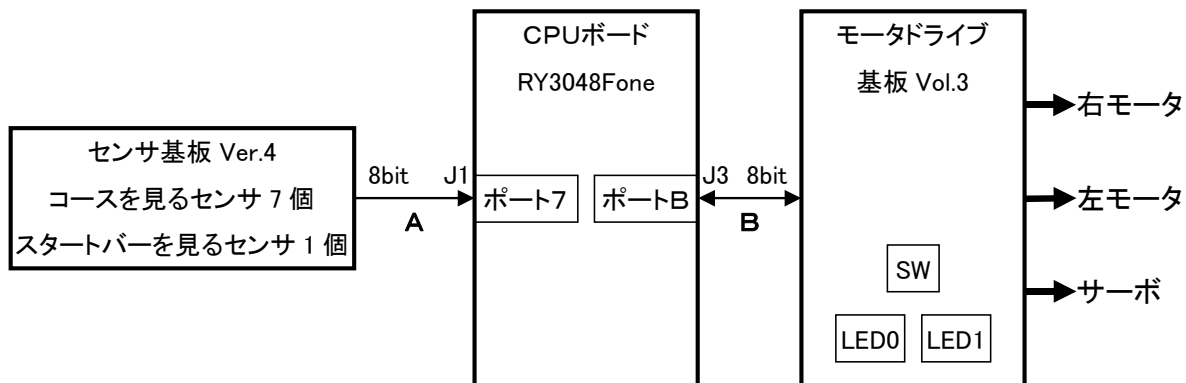 センサ基板 Ver.4
コースを見るセンサ 7 個
スタートバーを見るセンサ 1 個
8bit
A
J1
CPUボード
RY3048Fone
ポート7
ポートB
J3
8bit
B
モータドライブ
基板 Vol.3
SW
LED0
LED1
右モータ
左モータ
サーボ